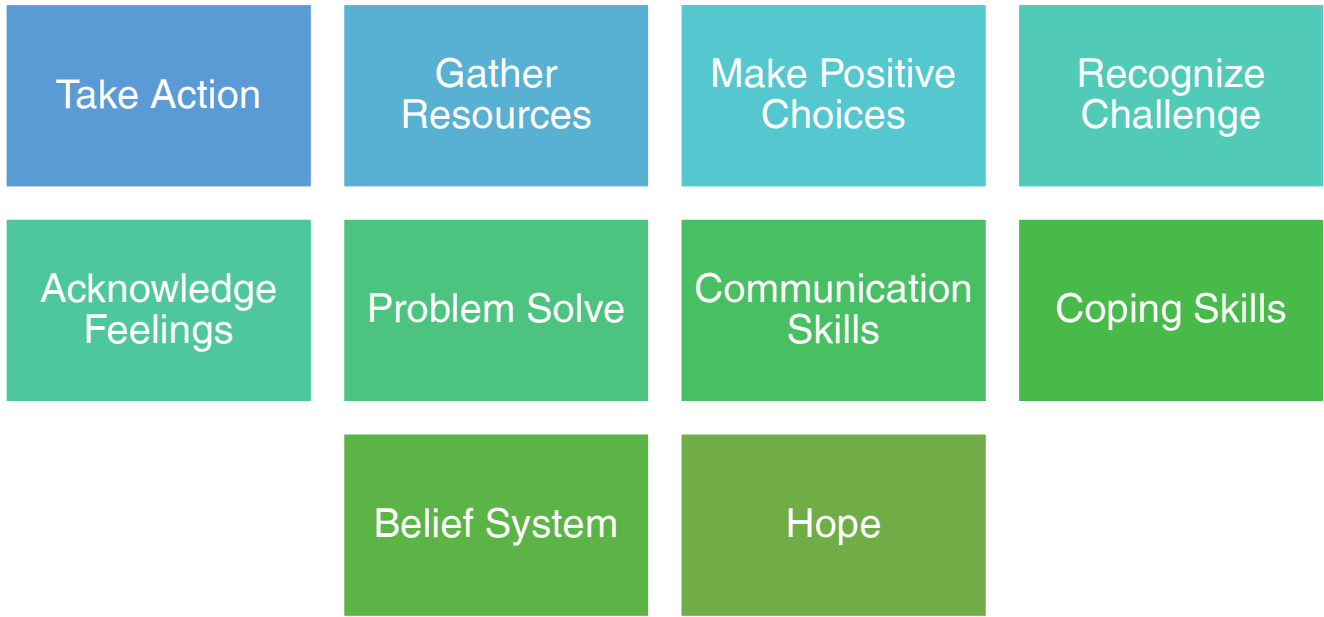 Take Action
Gather
Resources
Make Positive
Choices
Recognize
Challenge
Acknowledge
Feelings
Problem Solve
Communication
Skills
Coping Skills
Belief System
Hope